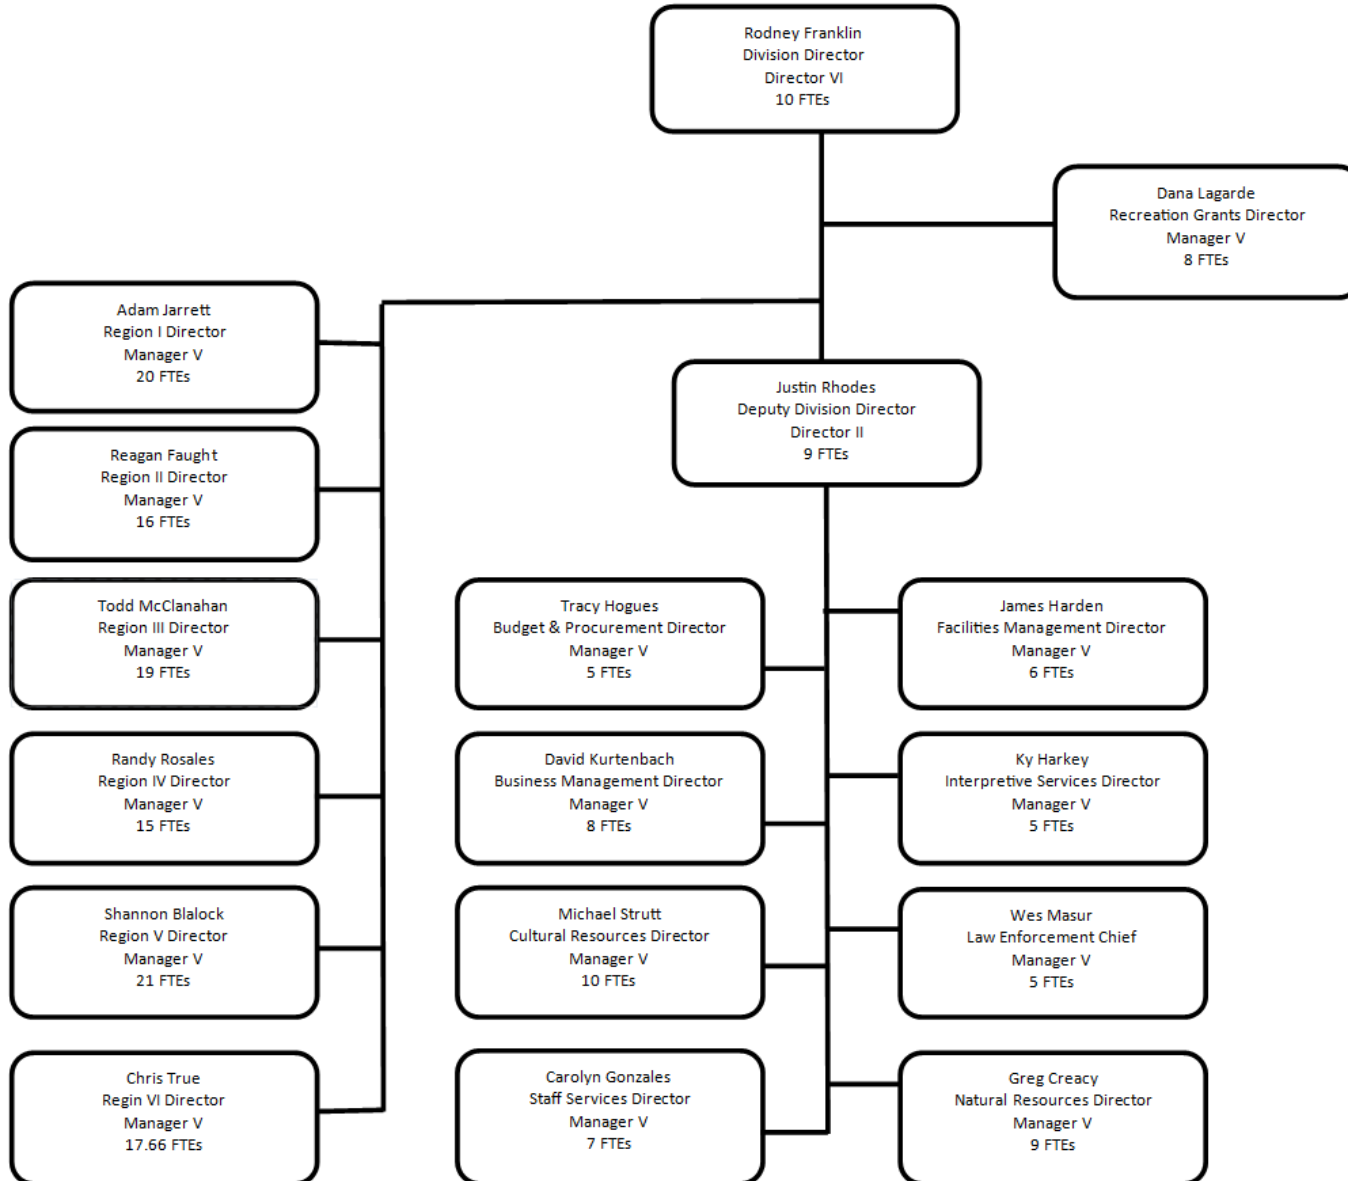 Rodney Franklin
Division Director
Director VI
10 FTEs
Dana Lagarde
Recreation Grants Director
Manager V
8 FTEs
Adam Jarrett
Region I Director
Manager V
20 FTEs
Reagan Faught
Region II Director
Manager V
16 FTEs
Todd McClanahan
Region III Director
Manager V
19 FTEs
Randy Rosales
Region IV Director
Manager V
15 FTEs
Shannon Blalock
Region V Director
Manager V
21 FTEs
Chris True
Regin VI Director
Manager V
17.66 FTEs
Justin Rhodes
Deputy Division Director
Director II
9 FTEs
Tracy Hogues
Budget & Procurement Director
Manager V
5 FTEs
James Harden
Facilities Management Director
Manager V
6 FTEs
David Kurtenbach
Business Management Director
Manager V
8 FTEs
Ky Harkey
Interpretive Services Director
Manager V
5 FTEs
Michael Strutt
Cultural Resources Director
Manager V
10 FTEs
Wes Masur
Law Enforcement Chief
Manager V
5 FTEs
Carolyn Gonzales
Staff Services Director
Manager V
7 FTEs
Greg Creacy
Natural Resources Director
Manager V
9 FTEs